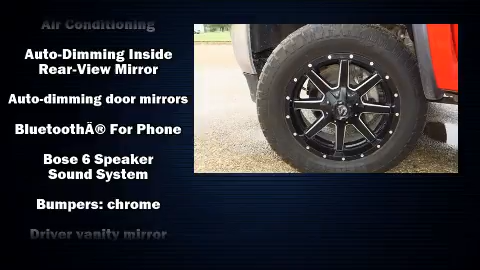 Air Conditioning
Auto-Dimming Inside
Rear-View Mirror
Auto-dimming door mirrors
BluetoothÂ® For Phone
Bose 6 Speaker
Sound System
Bumpers: chrome
Driver vanity mirror